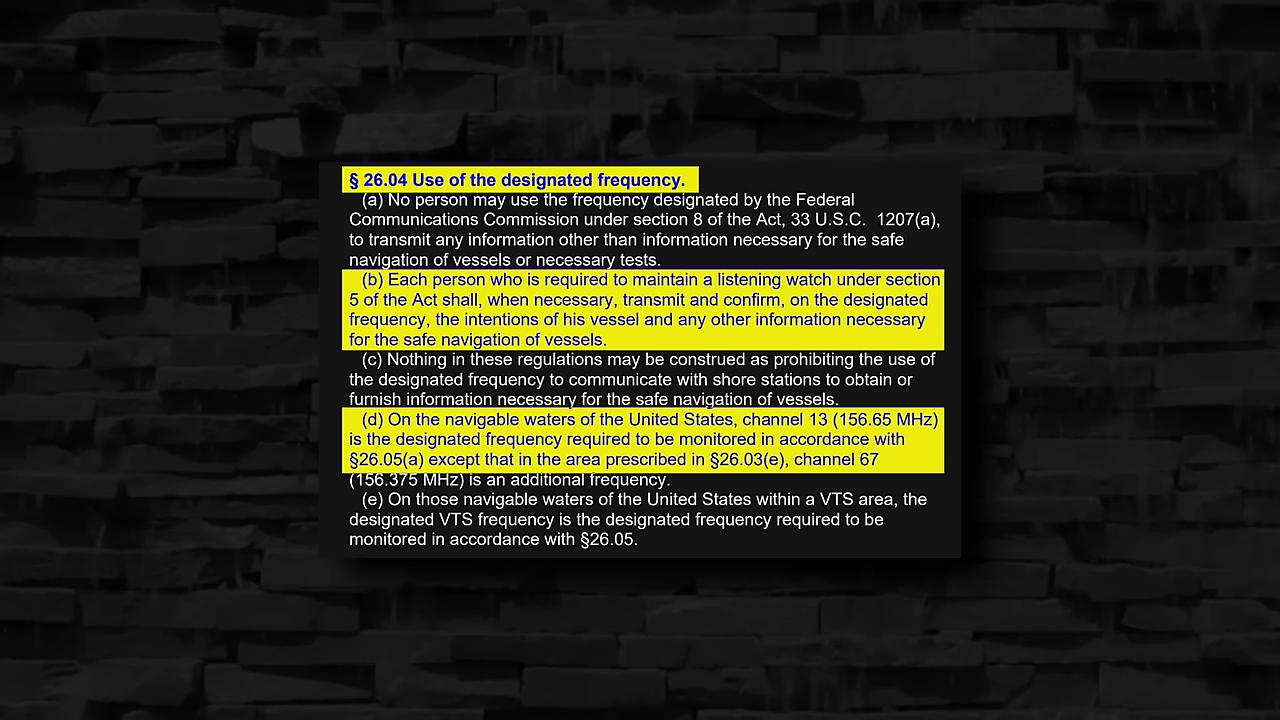 § 26.04 Use of the designated frequency.
(a) No person may use the frequency designated by the Federal
Communications Commission under section 8 of the Act, 33 U.S.C. 1207(a),
to transmit any information other than information necessary for the safe
navigation of vessels or necessary tests.
(b) Each person who is required to maintain a listening watch under section
5 of the Act shall, when necessary, transmit and confirm, on the designated
frequency, the intentions of his vessel and any other information necessary
for the safe navigation of vessels.
(c) Nothing in these regulations may be construed as prohibiting the use of
the designated frequency to communicate with shore stations to obtain or
furnish information necessary for the safe navigation of vessels.
(d) On the navigable waters of the United States, channel 13 (156.65 MHz)
is the designated frequency required to be monitored in accordance with
§26.05(a) except that in the area prescribed in §26.03(e), channel 67
(156.375 MHz) is an additional frequency.
(e) On those navigable waters of the United States within a VTS area, the
designated VTS frequency is the designated frequency required to be
monitored in accordance with §26.05.